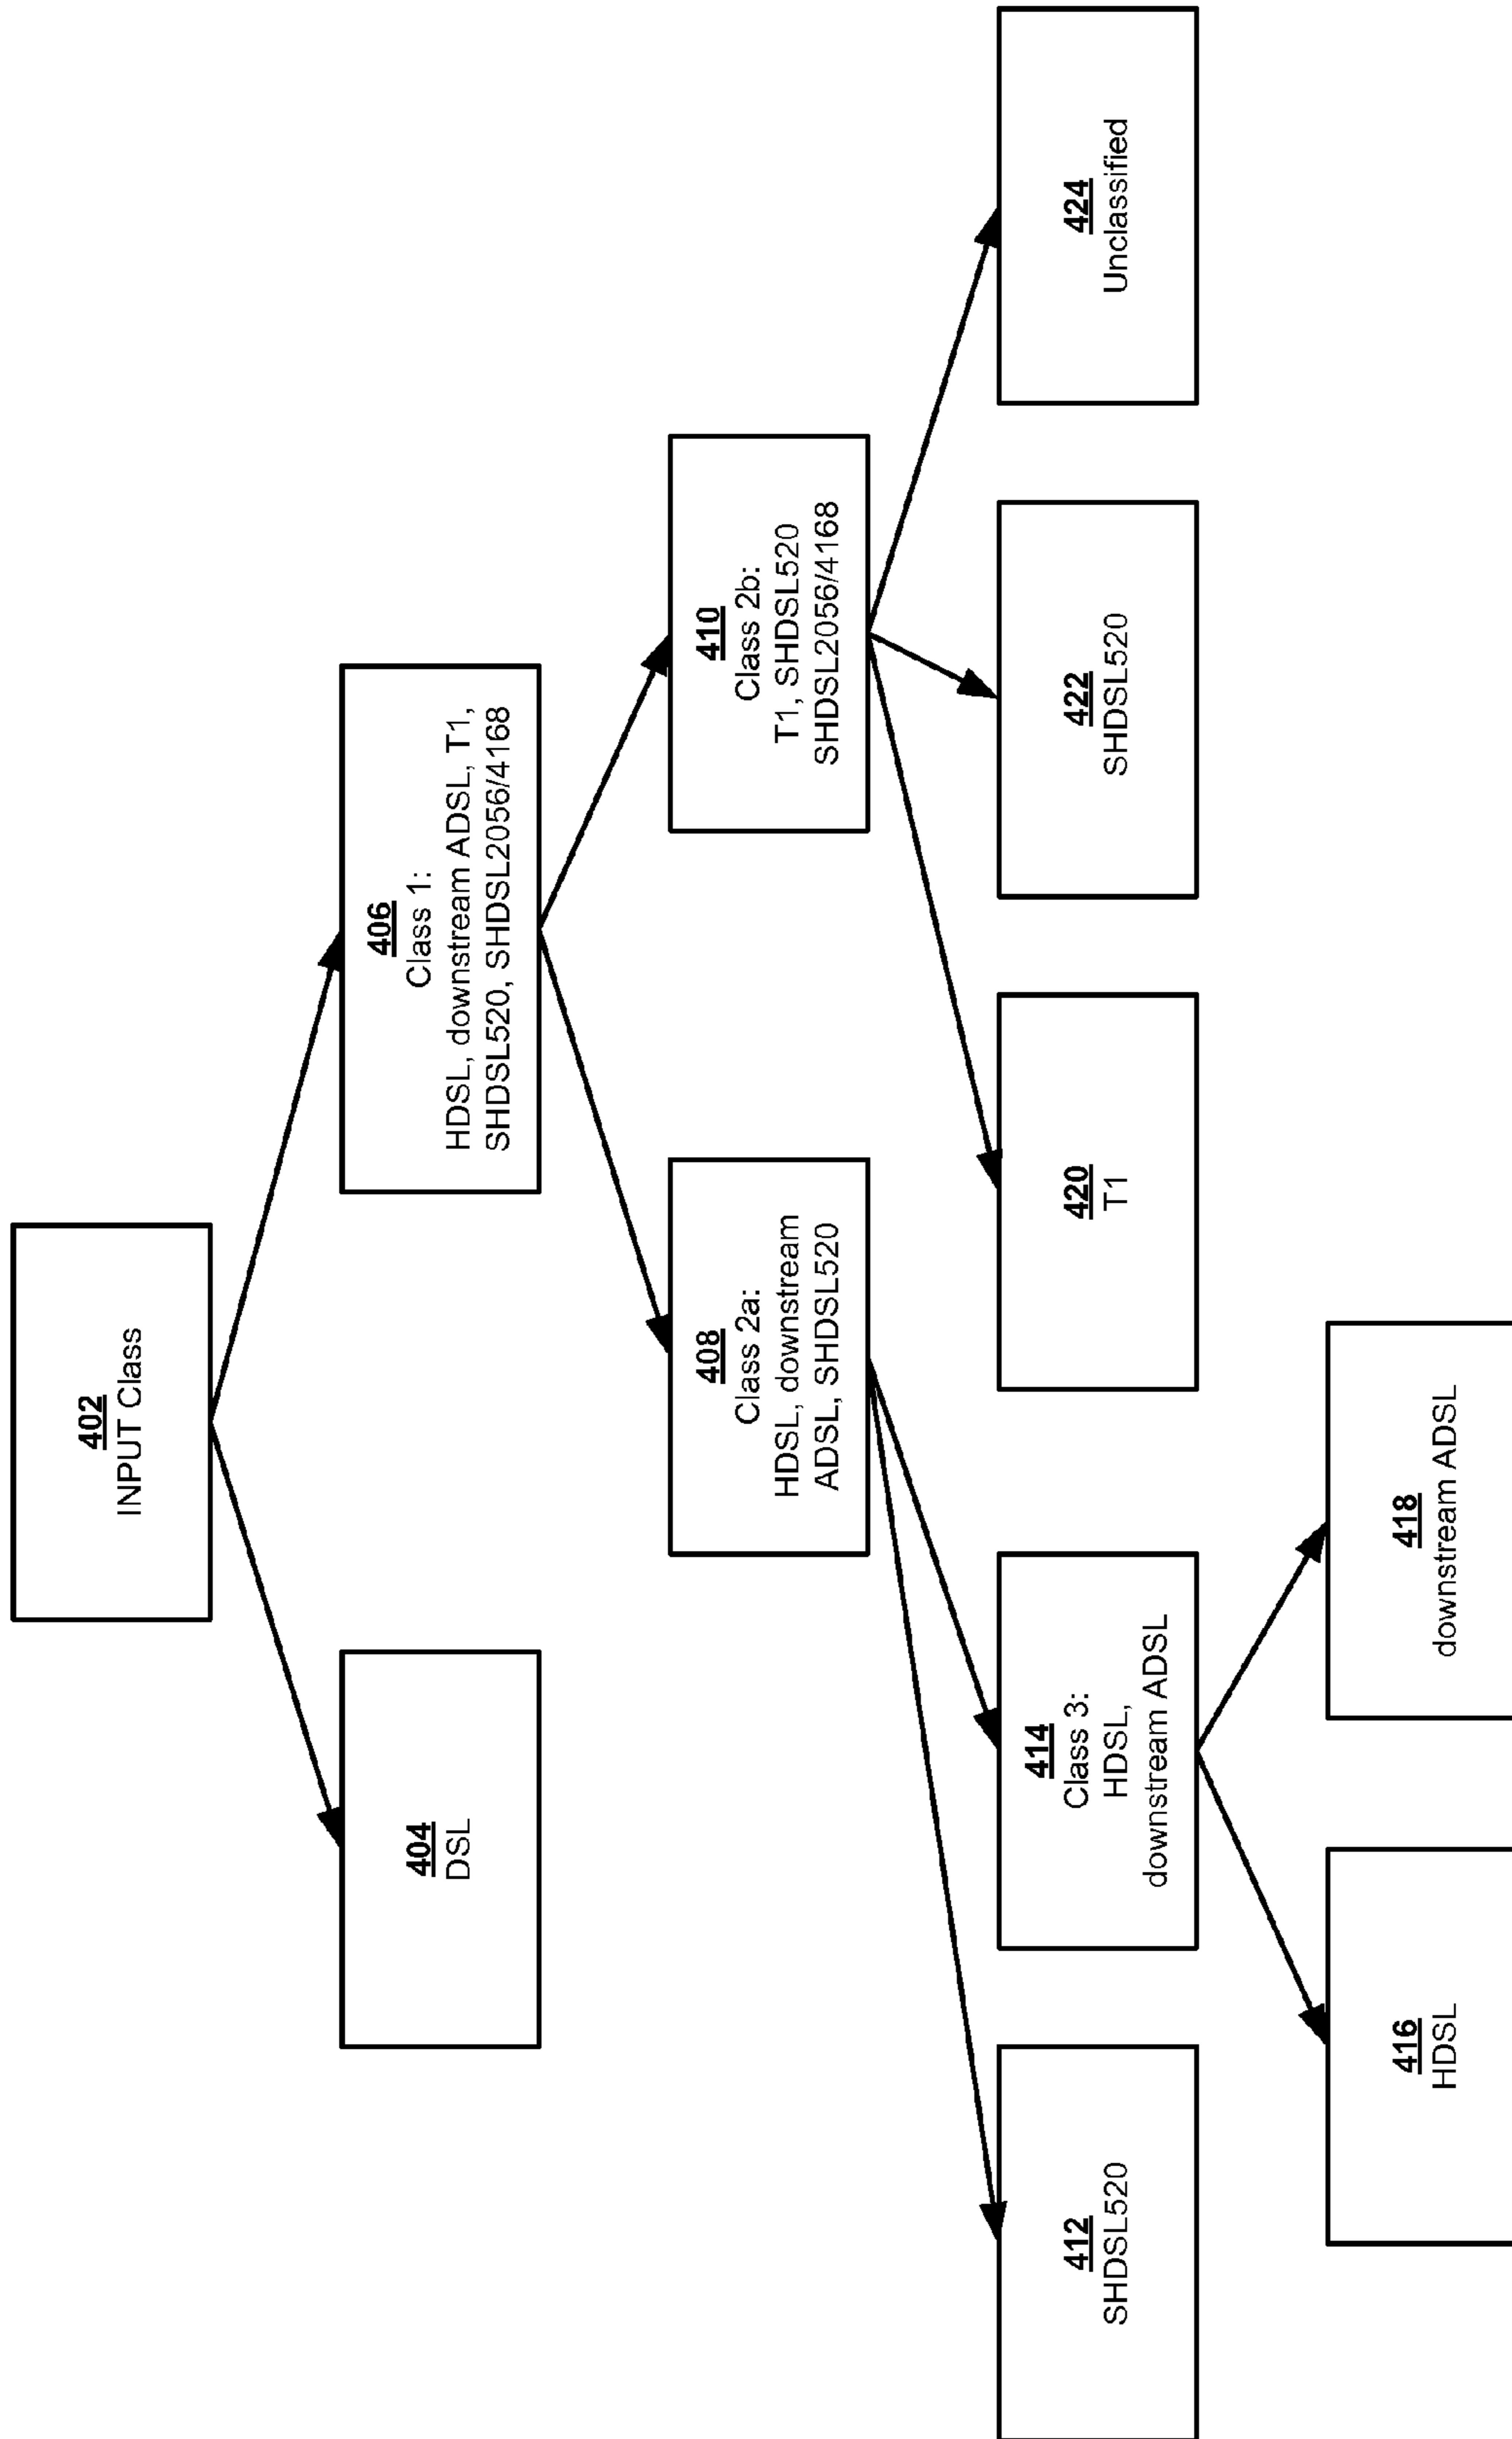 402
INPUT Class
404
DSL
406
Class 1:
HDSL, downstream ADSL, T1,
SHDSL520, SHDSL2056/4168
408
Class 2a:
HDSL, downstream
ADSL, SHDSL520
410
Class 2b:
T1, SHDSL520
SHDSL2056/4168
412
SHDSL520
414
Class 3:
HDSL,
downstream ADSL
420
T1
422
SHDSL520
424
Unclassified
416
HDSL
418
downstream ADSL